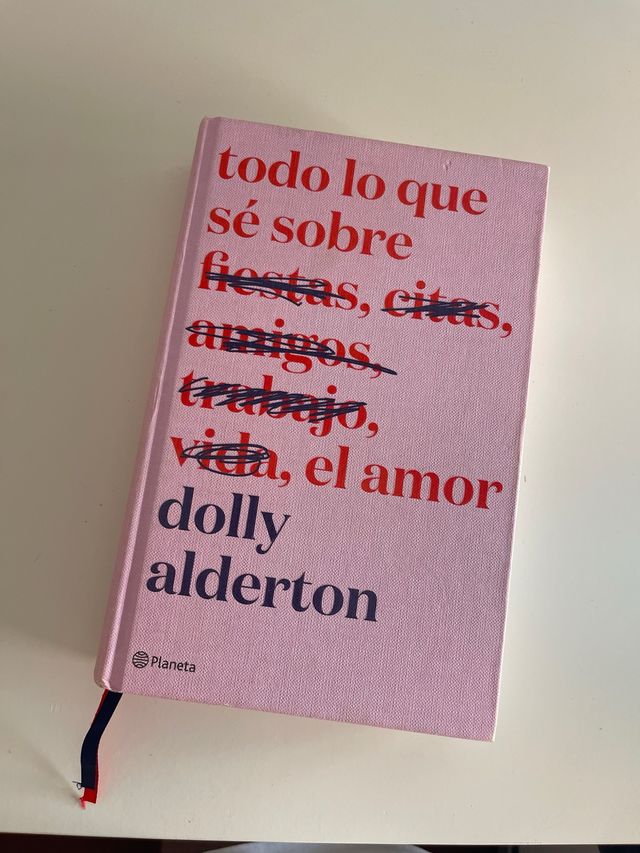 todo lo que
sé sobre
fiestas, citas,
amigos,
trabajo,
vida, el amor
dolly
alderton
Planeta